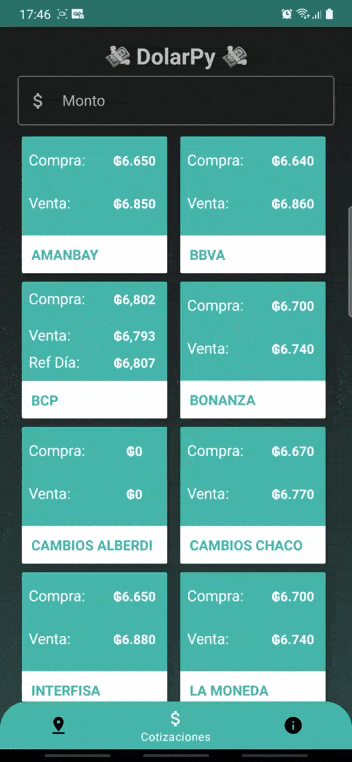 17:46
DolarPy
$ Monto
Compra: ₲6.650
Venta: ₲6.850
AMANBAY
Compra: ₲6.640
Venta: ₲6.860
BBVA
Compra: ₲6,802
Venta: ₲6,793
Ref Día: ₲6,807
BCP
Compra: ₲6.700
Venta: ₲6.740
BONANZA
Compra: ₲0
Venta: ₲0
CAMBIOS ALBERDI
Compra: ₲6.670
Venta: ₲6.770
CAMBIOS CHACO
Compra: ₲6.650
Venta: ₲6.880
INTERFISA
Compra: ₲6.700
Venta: ₲6.740
LA MONEDA
$
Cotizaciones